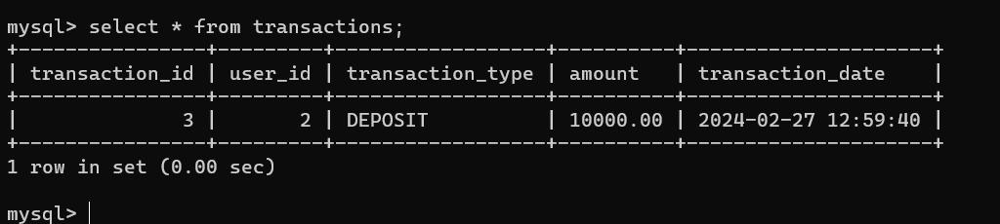 mysql> select * from transactions;
+----------------+---------+------------------+----------+---------------------+
| transaction_id | user_id | transaction_type | amount   | transaction_date    |
+----------------+---------+------------------+----------+---------------------+
|              3 |       2 | DEPOSIT          | 10000.00 | 2024-02-27 12:59:40 |
+----------------+---------+------------------+----------+---------------------+
1 row in set (0.00 sec)

mysql>